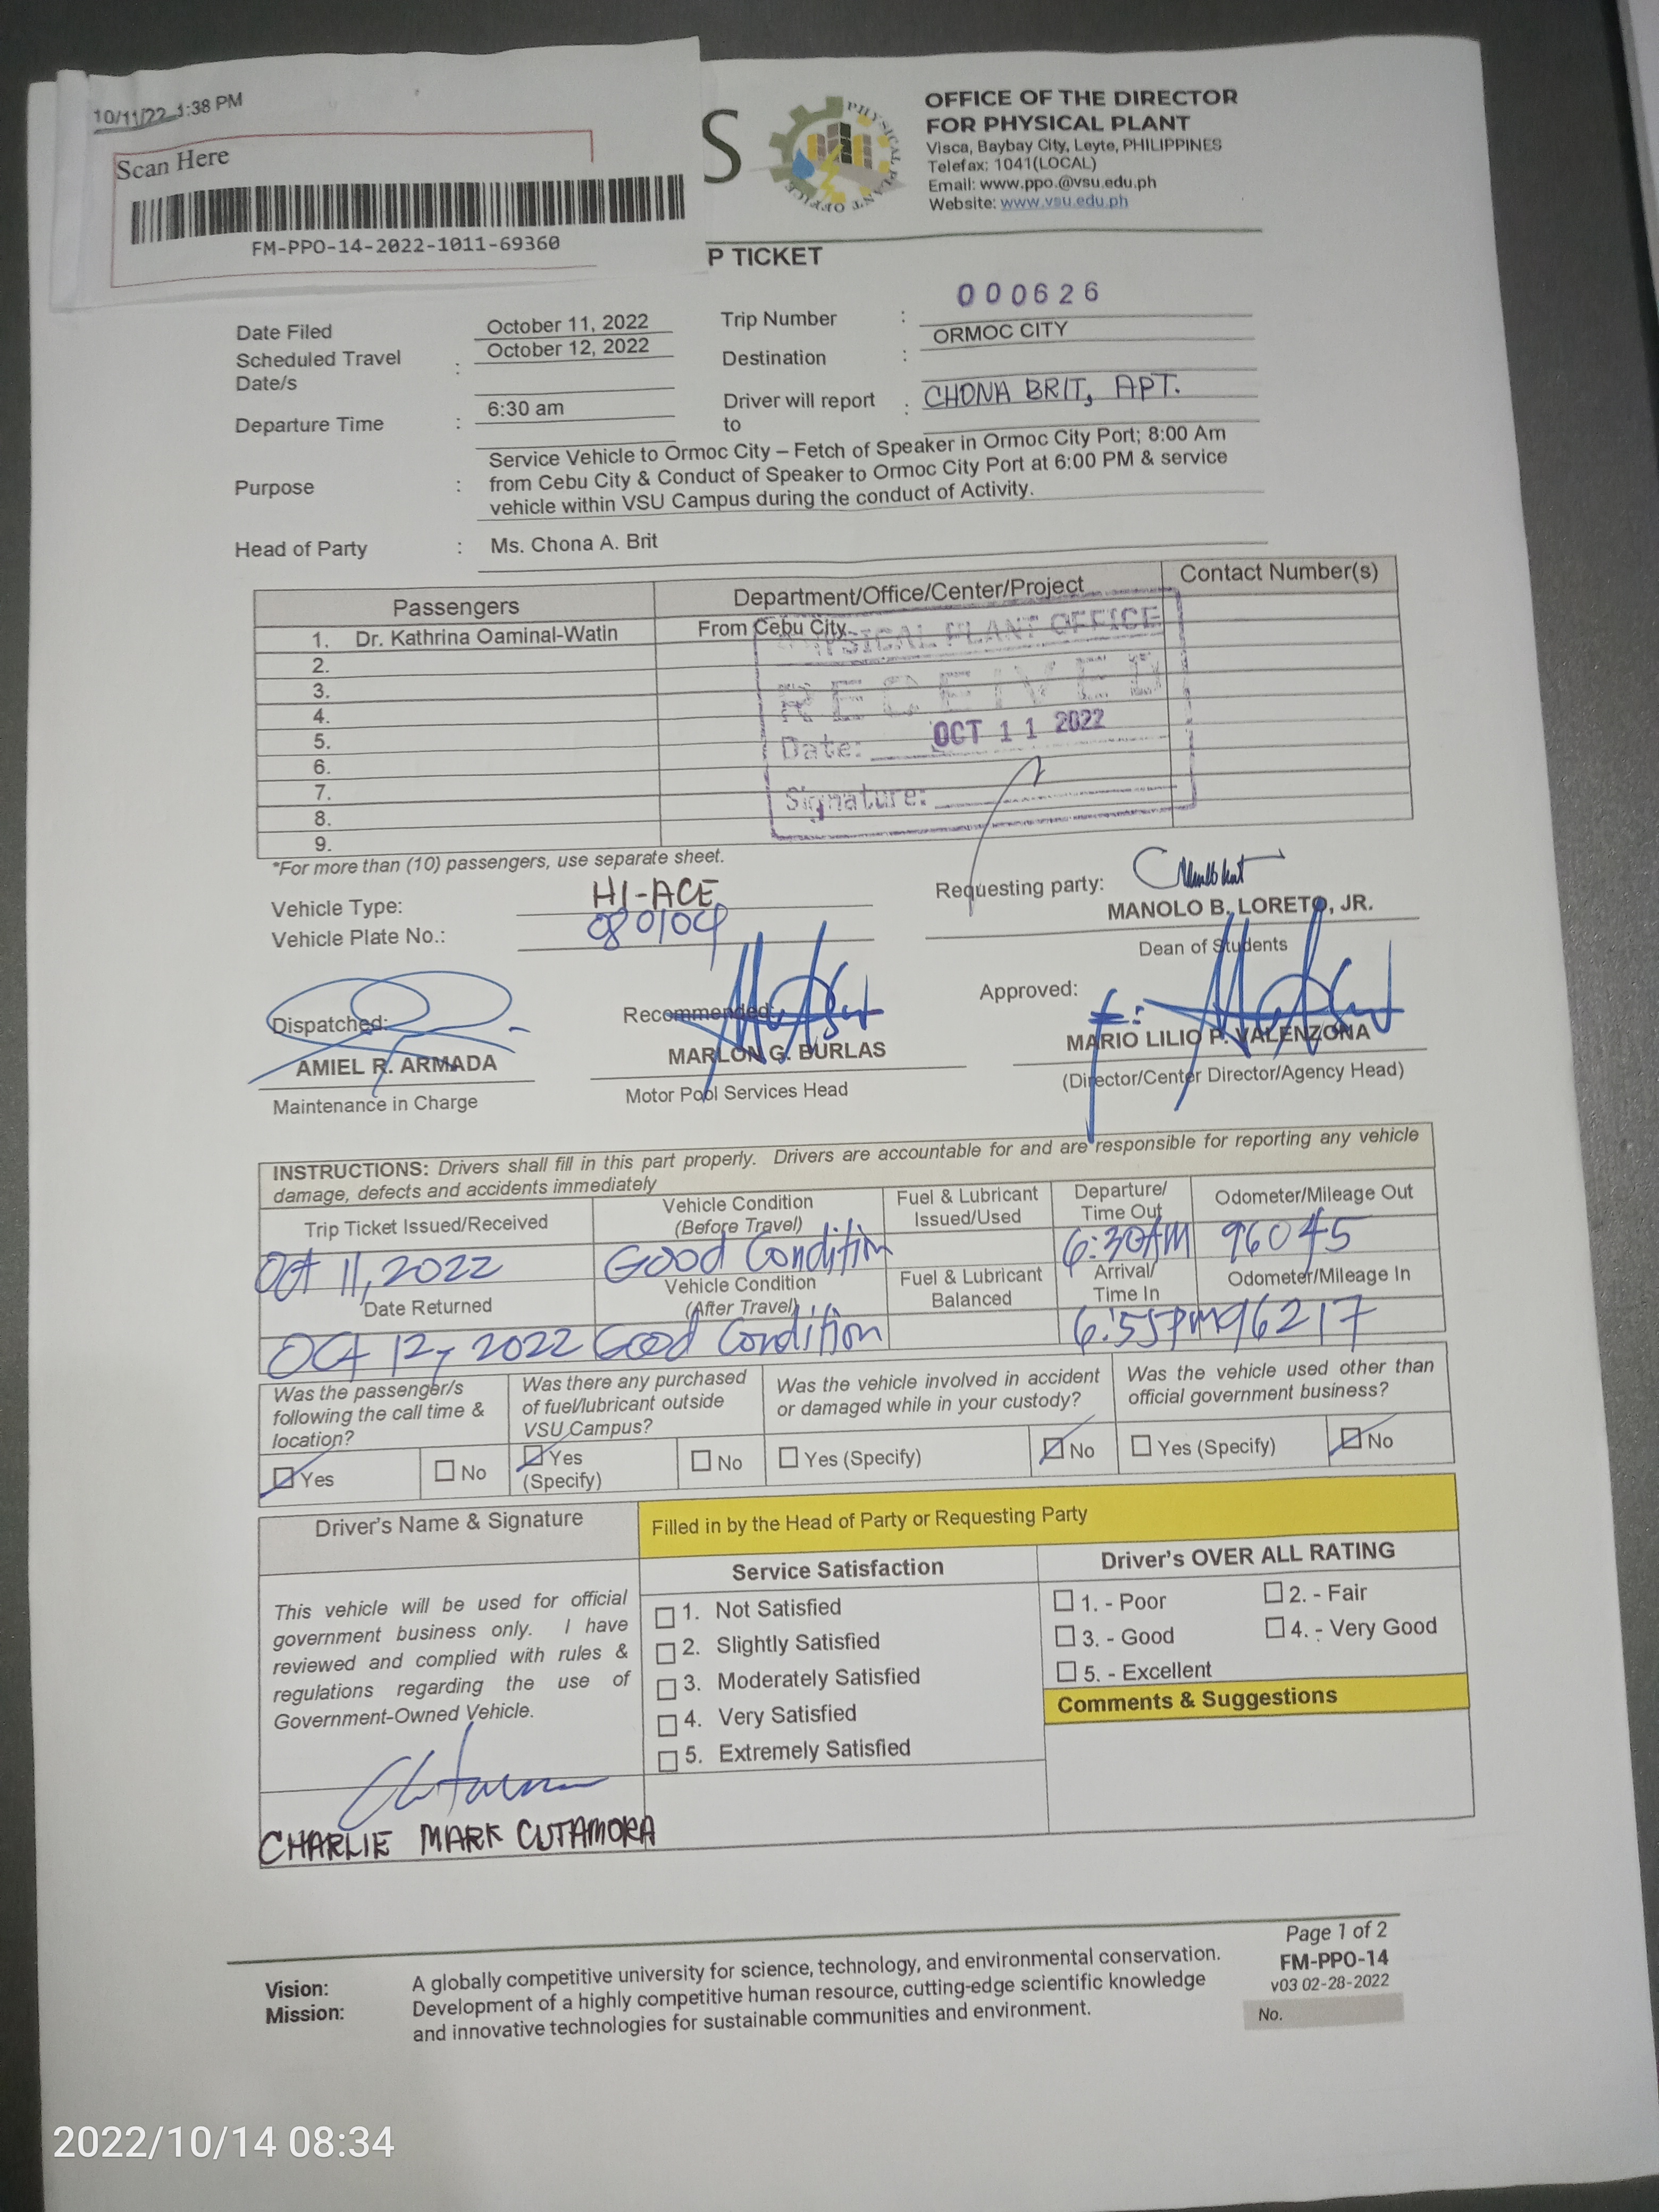 10/11/22 1:38 PM
Scan Here
FM-PPO-14-2022-1011-69360
S
PHYSICAL PLANT OFFICE
OFFICE OF THE DIRECTOR
FOR PHYSICAL PLANT
Visca, Baybay City, Leyte, PHILIPPINES
Telefax: 1041(LOCAL)
Email: www.ppo.@vsu.edu.ph
Website: www.vsu.edu.ph
P TICKET
Date Filed October 11, 2022 Trip Number : 000626
Scheduled Travel Date/s : October 12, 2022 Destination : ORMOC CITY
Departure Time : 6:30 am Driver will report to : CHONA BRIT, APT.
Purpose : Service Vehicle to Ormoc City – Fetch of Speaker in Ormoc City Port; 8:00 Am
from Cebu City & Conduct of Speaker to Ormoc City Port at 6:00 PM & service
vehicle within VSU Campus during the conduct of Activity.
Head of Party : Ms. Chona A. Brit
Passengers Department/Office/Center/Project Contact Number(s)
1. Dr. Kathrina Oaminal-Watin From Cebu City
2.
3.
4.
5.
6.
7.
8.
9.
PHYSICAL PLANT OFFICE
RECEIVED
Date: OCT 11 2022
Signature:
*For more than (10) passengers, use separate sheet.
Vehicle Type: HI-ACE
Vehicle Plate No.:
Requesting party:
MANOLO B. LORETO, JR.
Dean of Students
Dispatched: Recommended: Approved:
AMIEL R. ARMADA MARLON G. BURLAS MARIO LILIO P. VALENZONA
Maintenance in Charge Motor Pool Services Head (Director/Center Director/Agency Head)
INSTRUCTIONS: Drivers shall fill in this part properly. Drivers are accountable for and are responsible for reporting any vehicle
damage, defects and accidents immediately
Trip Ticket Issued/Received Vehicle Condition (Before Travel) Fuel & Lubricant Issued/Used Departure/ Time Out Odometer/Mileage Out
Oct 11, 2022 Good Condition 6:30AM 96045
Date Returned Vehicle Condition (After Travel) Fuel & Lubricant Balanced Arrival/ Time In Odometer/Mileage In
Oct 12, 2022 Good Condition 6:55pm 96217
Was the passenger/s following the call time & location? Was there any purchased of fuel/lubricant outside VSU Campus? Was the vehicle involved in accident or damaged while in your custody? Was the vehicle used other than official government business?
Yes No Yes (Specify) No Yes (Specify) No Yes (Specify) No
Driver's Name & Signature Filled in by the Head of Party or Requesting Party
Service Satisfaction Driver's OVER ALL RATING
This vehicle will be used for official
government business only. I have
reviewed and complied with rules &
regulations regarding the use of
Government-Owned Vehicle.
1. Not Satisfied
2. Slightly Satisfied
3. Moderately Satisfied
4. Very Satisfied
5. Extremely Satisfied
1. - Poor 2. - Fair
3. - Good 4. - Very Good
5. - Excellent
Comments & Suggestions
CHARLIE MARK CUTAMORA
Page 1 of 2
FM-PPO-14
v03 02-28-2022
No.
Vision: A globally competitive university for science, technology, and environmental conservation.
Mission: Development of a highly competitive human resource, cutting-edge scientific knowledge
and innovative technologies for sustainable communities and environment.
2022/10/14 08:34